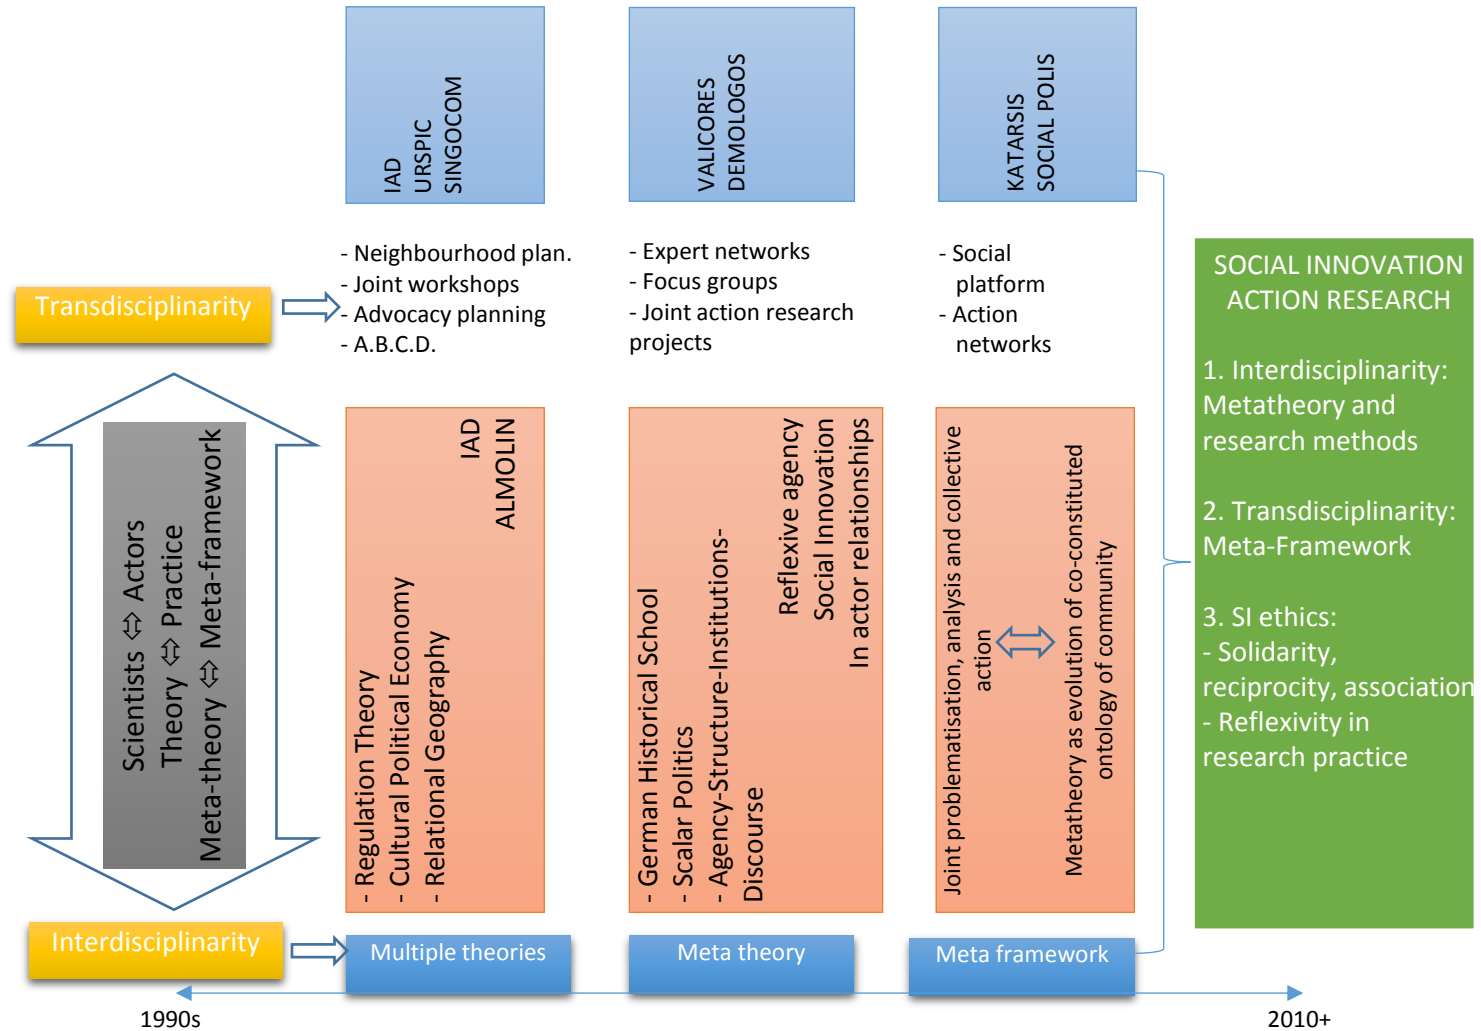 IAD
URSPIC
SINGOCOM
VALICORES
DEMOLOGOS
KATARSIS
SOCIAL POLIS
Transdisciplinarity
- Neighbourhood plan.
- Joint workshops
- Advocacy planning
- A.B.C.D.
- Expert networks
- Focus groups
- Joint action research
projects
- Social
platform
- Action
networks
Scientists ⇔ Actors
Theory ⇔ Practice
Meta-theory ⇔ Meta-framework
- Regulation Theory
- Cultural Political Economy
- Relational Geography
IAD
ALMOLIN
- German Historical School
- Scalar Politics
- Agency-Structure-Institutions-
Discourse
Reflexive agency
Social Innovation
In actor relationships
Joint problematisation, analysis and collective
action
Metatheory as evolution of co-constituted
ontology of community
SOCIAL INNOVATION
ACTION RESEARCH
1. Interdisciplinarity:
Metatheory and
research methods
2. Transdisciplinarity:
Meta-Framework
3. SI ethics:
- Solidarity,
reciprocity, association
- Reflexivity in
research practice
Interdisciplinarity
Multiple theories
Meta theory
Meta framework
1990s
2010+